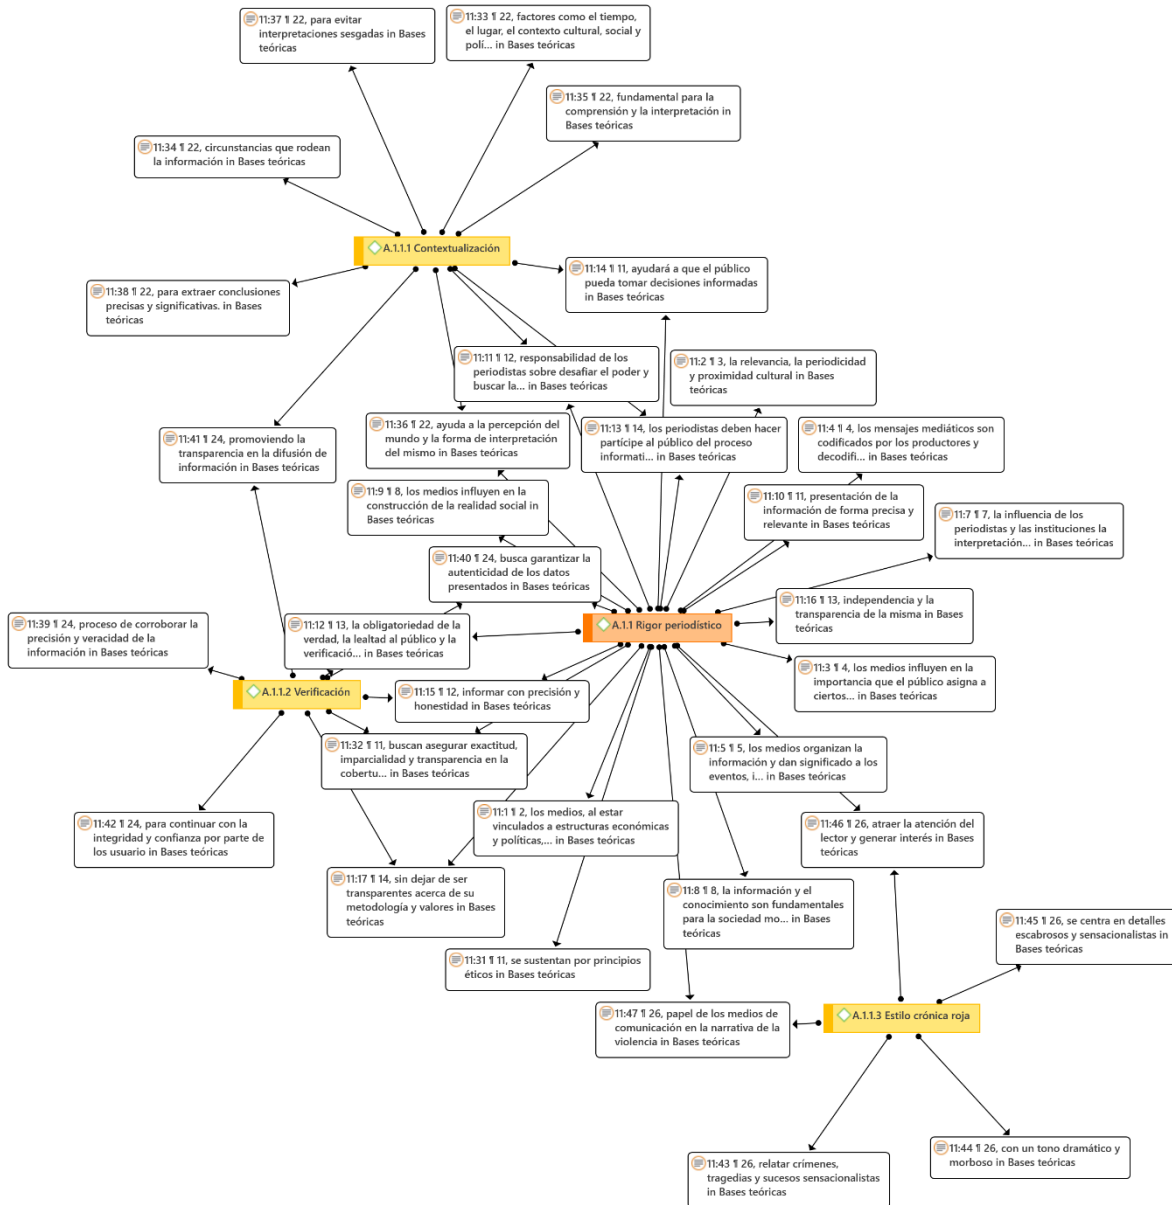 11:37 ¶ 22, para evitar
interpretaciones sesgadas in Bases
teóricas
11:33 ¶ 22, factores como el tiempo,
el lugar, el contexto cultural, social y
polí... in Bases teóricas
11:35 ¶ 22, fundamental para la
comprensión y la interpretación in
Bases teóricas
11:34 ¶ 22, circunstancias que rodean
la información in Bases teóricas
A.1.1.1 Contextualización
11:38 ¶ 22, para extraer conclusiones
precisas y significativas. in Bases
teóricas
11:14 ¶ 11, ayudará a que el público
pueda tomar decisiones informadas
in Bases teóricas
11:11 ¶ 12, responsabilidad de los
periodistas sobre desafiar el poder y
buscar la... in Bases teóricas
11:2 ¶ 3, la relevancia, la periodicidad
y proximidad cultural in Bases
teóricas
11:36 ¶ 22, ayuda a la percepción del
mundo y la forma de interpretación
del mismo in Bases teóricas
11:13 ¶ 14, los periodistas deben hacer
partícipe al público del proceso
informati... in Bases teóricas
11:4 ¶ 4, los mensajes mediáticos son
codificados por los productores y
decodifi... in Bases teóricas
11:41 ¶ 24, promoviendo la
transparencia en la difusión de
información in Bases teóricas
11:9 ¶ 8, los medios influyen en la
construcción de la realidad social in
Bases teóricas
11:10 ¶ 11, presentación de la
información de forma precisa y
relevante in Bases teóricas
11:7 ¶ 7, la influencia de los
periodistas y las instituciones la
interpretación... in Bases teóricas
11:40 ¶ 24, busca garantizar la
autenticidad de los datos
presentados in Bases teóricas
11:16 ¶ 13, independencia y la
transparencia de la misma in Bases
teóricas
11:39 ¶ 24, proceso de corroborar la
precisión y veracidad de la
información in Bases teóricas
11:12 ¶ 13, la obligatoriedad de la
verdad, la lealtad al público y la
verificació... in Bases teóricas
A.1.1 Rigor periodístico
11:3 ¶ 4, los medios influyen en la
importancia que el público asigna a
ciertos... in Bases teóricas
A.1.1.2 Verificación
11:15 ¶ 12, informar con precisión y
honestidad in Bases teóricas
11:32 ¶ 11, buscan asegurar exactitud,
imparcialidad y transparencia en la
cobertu... in Bases teóricas
11:5 ¶ 5, los medios organizan la
información y dan significado a los
eventos, i... in Bases teóricas
11:42 ¶ 24, para continuar con la
integridad y confianza por parte de
los usuario in Bases teóricas
11:1 ¶ 2, los medios, al estar
vinculados a estructuras económicas
y políticas,... in Bases teóricas
11:46 ¶ 26, atraer la atención del
lector y generar interés in Bases
teóricas
11:17 ¶ 14, sin dejar de ser
transparentes acerca de su
metodología y valores in Bases
teóricas
11:8 ¶ 8, la información y el
conocimiento son fundamentales
para la sociedad mo... in Bases
teóricas
11:45 ¶ 26, se centra en detalles
escabrosos y sensacionalistas in
Bases teóricas
11:31 ¶ 11, se sustentan por principios
éticos in Bases teóricas
11:47 ¶ 26, papel de los medios de
comunicación en la narrativa de la
violencia in Bases teóricas
A.1.1.3 Estilo crónica roja
11:43 ¶ 26, relatar crímenes,
tragedias y sucesos sensacionalistas
in Bases teóricas
11:44 ¶ 26, con un tono dramático y
morboso in Bases teóricas